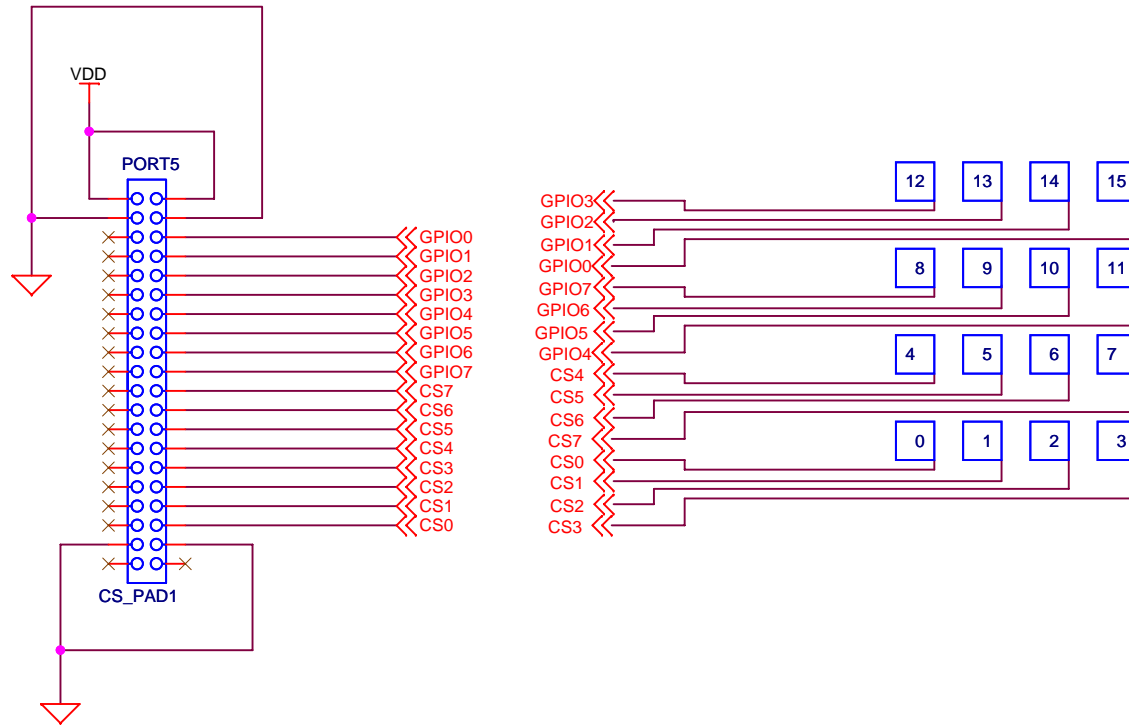 VDD
PORT5
GPIO0
GPIO1
GPIO2
GPIO3
GPIO4
GPIO5
GPIO6
GPIO7
CS7
CS6
CS5
CS4
CS3
CS2
CS1
CS0
CS_PAD1
12 13 14 15
GPIO3
GPIO2
GPIO1
GPIO0
8 9 10 11
GPIO7
GPIO6
GPIO5
GPIO4
4 5 6 7
CS4
CS5
CS6
CS7
0 1 2 3
CS0
CS1
CS2
CS3